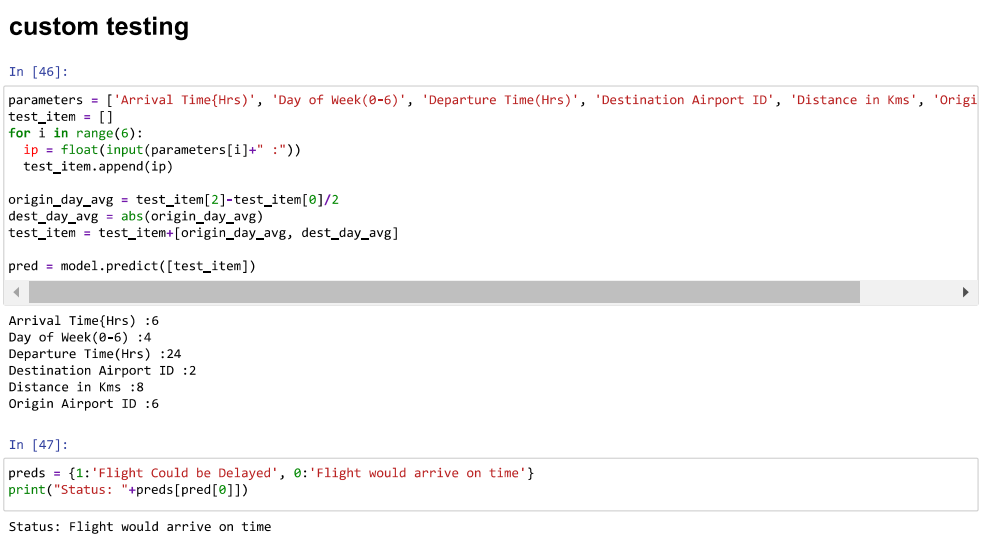 custom testing
In [46]:
parameters = ['Arrival Time{Hrs)', 'Day of Week(0-6)', 'Departure Time(Hrs)', 'Destination Airport ID', 'Distance in Kms', 'Origi
test_item = []
for i in range(6):
  ip = float(input(parameters[i]+" :"))
  test_item.append(ip)

origin_day_avg = test_item[2]-test_item[0]/2
dest_day_avg = abs(origin_day_avg)
test_item = test_item+[origin_day_avg, dest_day_avg]

pred = model.predict([test_item])
Arrival Time{Hrs) :6
Day of Week(0-6) :4
Departure Time(Hrs) :24
Destination Airport ID :2
Distance in Kms :8
Origin Airport ID :6
In [47]:
preds = {1:'Flight Could be Delayed', 0:'Flight would arrive on time'}
print("Status: "+preds[pred[0]])
Status: Flight would arrive on time